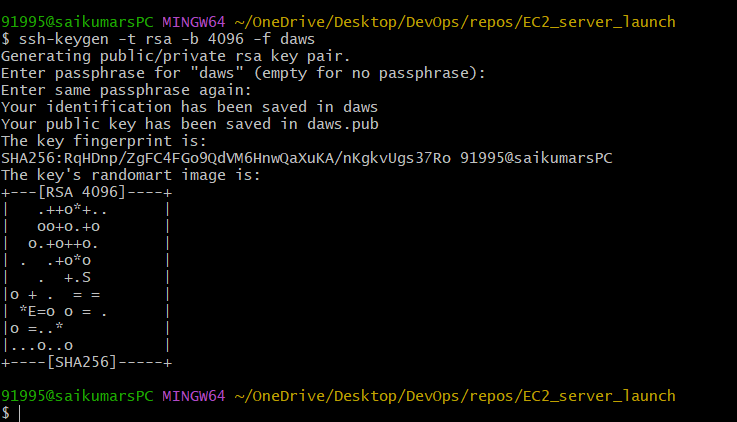 91995@saikumarsPC MINGW64 ~/OneDrive/Desktop/DevOps/repos/EC2_server_launch
$ ssh-keygen -t rsa -b 4096 -f daws
Generating public/private rsa key pair.
Enter passphrase for "daws" (empty for no passphrase):
Enter same passphrase again:
Your identification has been saved in daws
Your public key has been saved in daws.pub
The key fingerprint is:
SHA256:RqHDnp/ZgFC4FGo9QdVM6HnwQaXuKA/nKgkvUgs37Ro 91995@saikumarsPC
The key's randomart image is:
+---[RSA 4096]----+
|   .++o*+..      |
|   oo+o.+o       |
|  o.+o++o.       |
| .  .+o*o        |
|   .  +.S        |
|o + .  = =       |
| *E=o o = .      |
|o =..*           |
|...o..o          |
+----[SHA256]-----+
91995@saikumarsPC MINGW64 ~/OneDrive/Desktop/DevOps/repos/EC2_server_launch
$